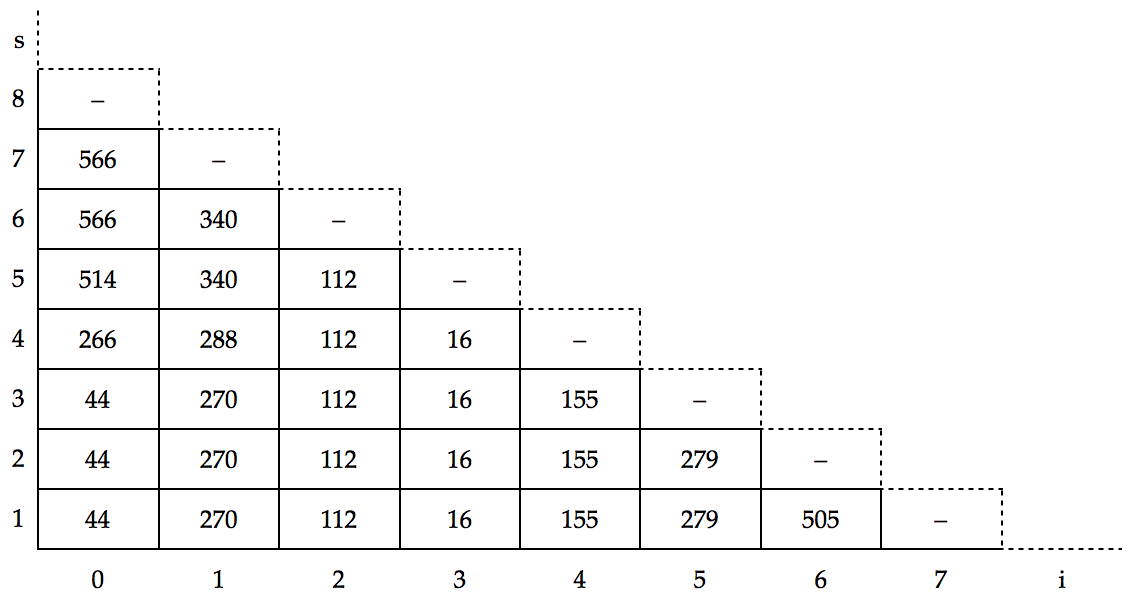 s
8 –
7 566 –
6 566 340 –
5 514 340 112 –
4 266 288 112 16 –
3 44 270 112 16 155 –
2 44 270 112 16 155 279 –
1 44 270 112 16 155 279 505 –
0 1 2 3 4 5 6 7 i